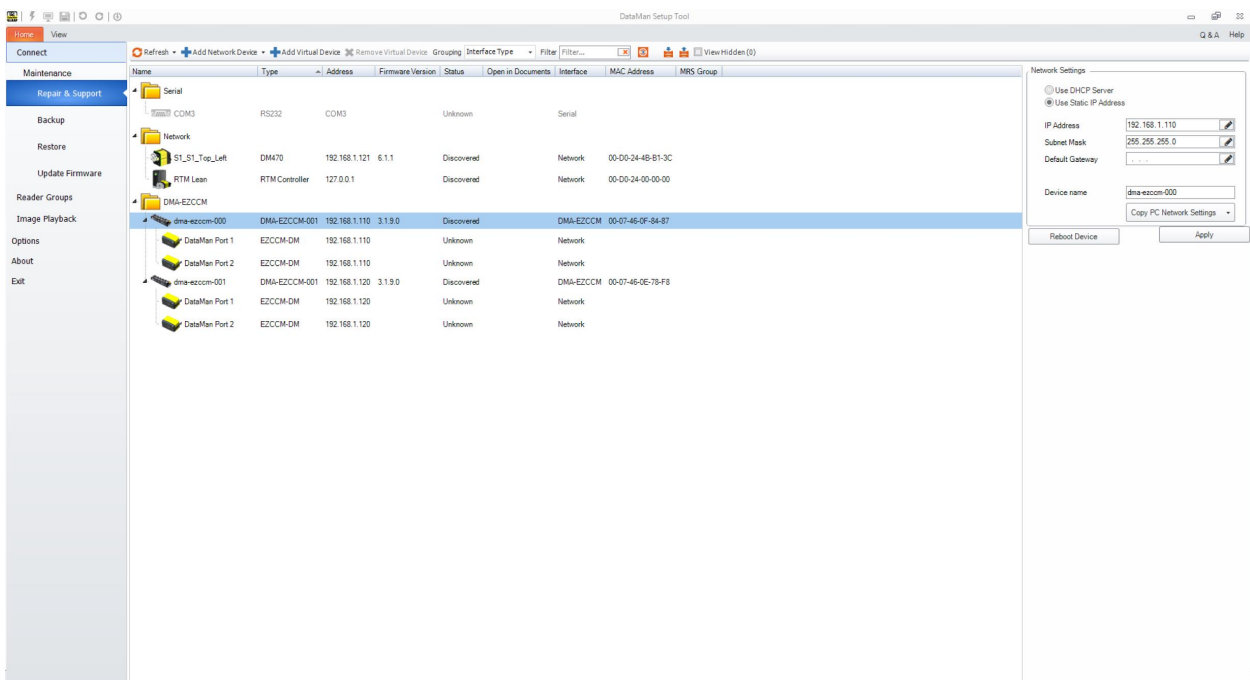 DataMan Setup Tool
Home View Q & A Help
Connect
Maintenance
Repair & Support
Backup
Restore
Update Firmware
Reader Groups
Image Playback
Options
About
Exit
Refresh Add Network Device Add Virtual Device Remove Virtual Device Grouping Interface Type Filter Filter... View Hidden (0)
Name Type Address Firmware Version Status Open in Documents Interface MAC Address MRS Group
Serial
COM3 RS232 COM3 Unknown Serial
Network
S1_S1_Top_Left DM470 192.168.1.121 6.1.1 Discovered Network 00-D0-24-4B-B1-3C
RTM Lean RTM Controller 127.0.0.1 Discovered Network 00-D0-24-00-00-00
DMA-EZCCM
dma-ezccm-000 DMA-EZCCM-001 192.168.1.110 3.1.9.0 Discovered DMA-EZCCM 00-07-46-0F-84-87
DataMan Port 1 EZCCM-DM 192.168.1.110 Unknown Network
DataMan Port 2 EZCCM-DM 192.168.1.110 Unknown Network
dma-ezccm-001 DMA-EZCCM-001 192.168.1.120 3.1.9.0 Discovered DMA-EZCCM 00-07-46-0E-78-F8
DataMan Port 1 EZCCM-DM 192.168.1.120 Unknown Network
DataMan Port 2 EZCCM-DM 192.168.1.120 Unknown Network
Network Settings
Use DHCP Server
Use Static IP Address
IP Address 192.168.1.110
Subnet Mask 255.255.255.0
Default Gateway . . .
Device name dma-ezccm-000
Copy PC Network Settings
Reboot Device Apply